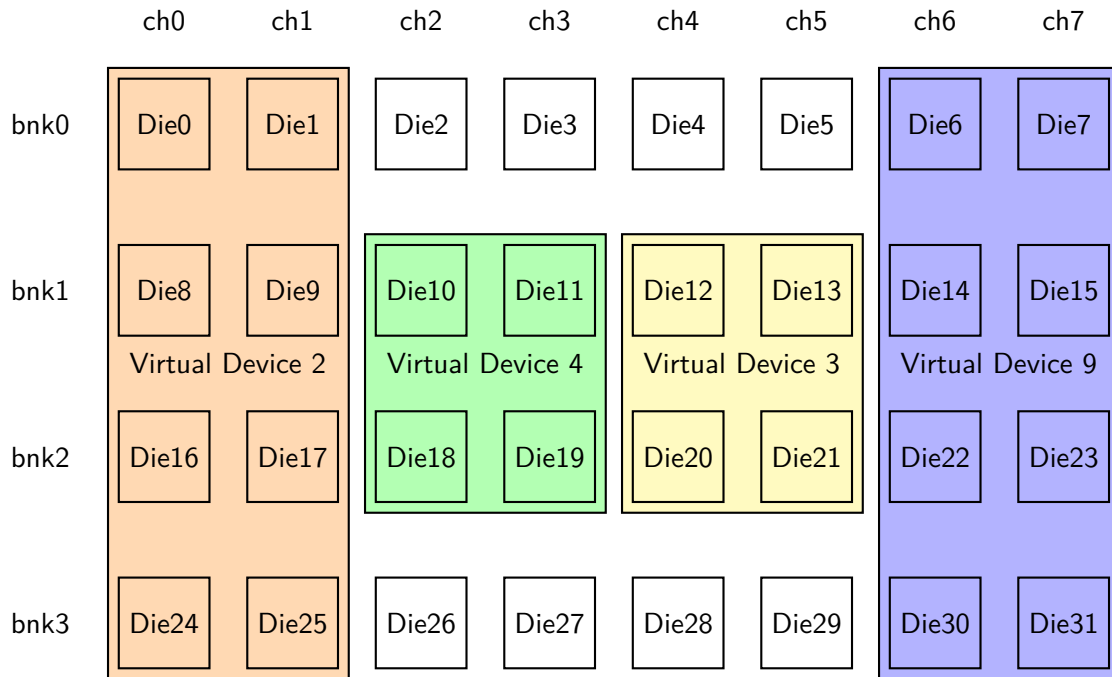 ch0 ch1 ch2 ch3 ch4 ch5 ch6 ch7
bnk0 Die0 Die1 Die2 Die3 Die4 Die5 Die6 Die7
bnk1 Die8 Die9 Die10 Die11 Die12 Die13 Die14 Die15
Virtual Device 2 Virtual Device 4 Virtual Device 3 Virtual Device 9
bnk2 Die16 Die17 Die18 Die19 Die20 Die21 Die22 Die23
bnk3 Die24 Die25 Die26 Die27 Die28 Die29 Die30 Die31